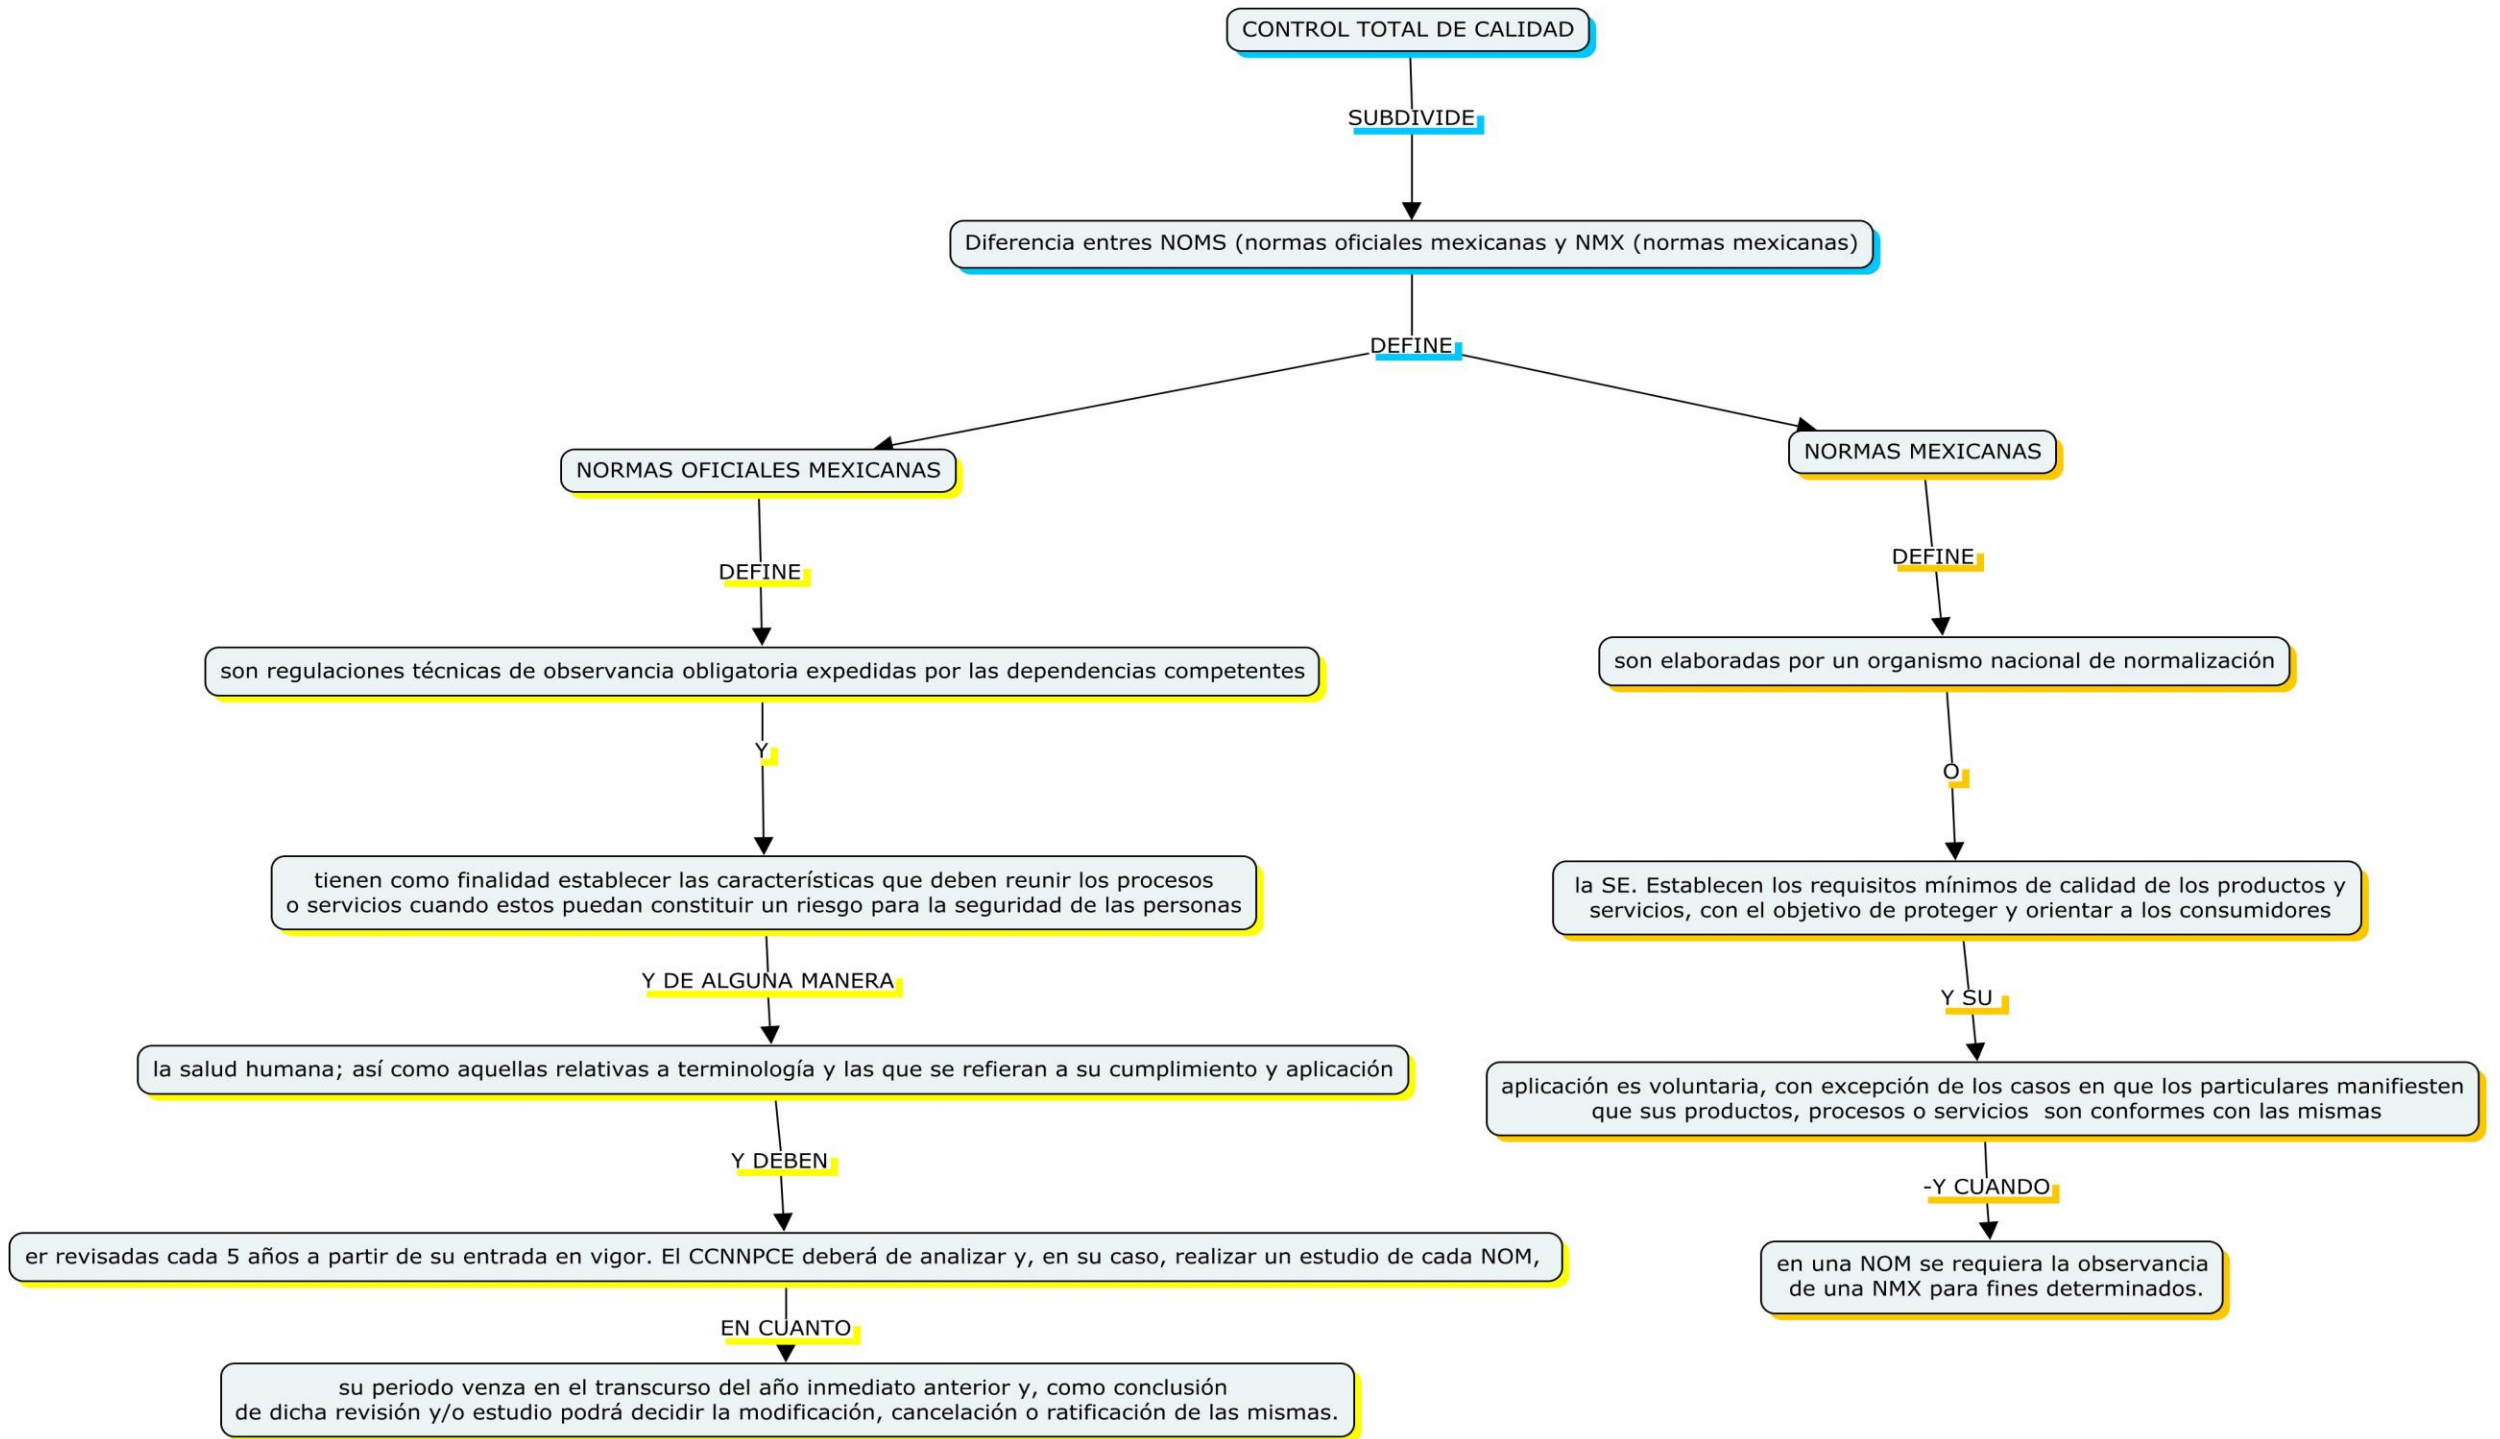 CONTROL TOTAL DE CALIDAD
SUBDIVIDE
Diferencia entres NOMS (normas oficiales mexicanas y NMX (normas mexicanas)
DEFINE
NORMAS OFICIALES MEXICANAS
DEFINE
son regulaciones técnicas de observancia obligatoria expedidas por las dependencias competentes
Y
tienen como finalidad establecer las características que deben reunir los procesos
o servicios cuando estos puedan constituir un riesgo para la seguridad de las personas
Y DE ALGUNA MANERA
la salud humana; así como aquellas relativas a terminología y las que se refieran a su cumplimiento y aplicación
Y DEBEN
er revisadas cada 5 años a partir de su entrada en vigor. El CCNNPCE deberá de analizar y, en su caso, realizar un estudio de cada NOM,
EN CUANTO
su periodo venza en el transcurso del año inmediato anterior y, como conclusión
de dicha revisión y/o estudio podrá decidir la modificación, cancelación o ratificación de las mismas.
NORMAS MEXICANAS
DEFINE
son elaboradas por un organismo nacional de normalización
O
la SE. Establecen los requisitos mínimos de calidad de los productos y
servicios, con el objetivo de proteger y orientar a los consumidores
Y SU
aplicación es voluntaria, con excepción de los casos en que los particulares manifiesten
que sus productos, procesos o servicios son conformes con las mismas
-Y CUANDO
en una NOM se requiera la observancia
de una NMX para fines determinados.